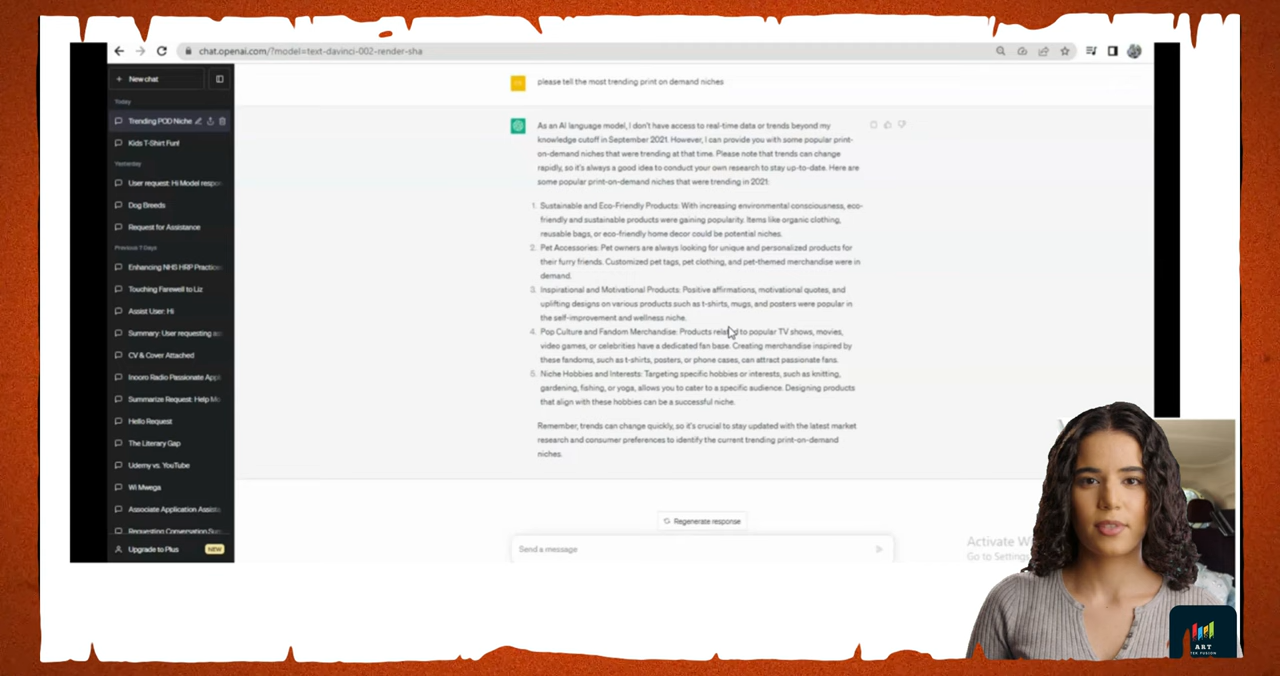 chat.openai.com/?model=text-davinci-002-render-sha
New chat
Today
Trending POD Niche
Kids T-Shirt Fun!
Yesterday
User request: Hi Model respo
Dog Breeds
Request for Assistance
Previous 7 Days
Enhancing NHS HRP Practice
Touching Farewell to Liz
Assist User: Hi
Summary: User requesting as
CV & Cover Attached
Inooro Radio Passionate Appl
Summarize Request: Help M
Hello Request
The Literary Gap
Udemy vs. YouTube
Wi Mwega
Associate Application Assista
Requesting Conversation Su
Upgrade to Plus
NEW
please tell the most trending print on demand niches
As an AI language model, I don't have access to real-time data or trends beyond my
knowledge cutoff in September 2021. However, I can provide you with some popular print-
on-demand niches that were trending at that time. Please note that trends can change
rapidly, so it's always a good idea to conduct your own research to stay up-to-date. Here are
some popular print-on-demand niches that were trending in 2021:
1. Sustainable and Eco-Friendly Products: With increasing environmental consciousness, eco-
friendly and sustainable products were gaining popularity. Items like organic clothing,
reusable bags, or eco-friendly home decor could be potential niches.
2. Pet Accessories: Pet owners are always looking for unique and personalized products for
their furry friends. Customized pet tags, pet clothing, and pet-themed merchandise were in
demand.
3. Inspirational and Motivational Products: Positive affirmations, motivational quotes, and
uplifting designs on various products such as t-shirts, mugs, and posters were popular in
the self-improvement and wellness niche.
4. Pop Culture and Fandom Merchandise: Products related to popular TV shows, movies,
video games, or celebrities have a dedicated fan base. Creating merchandise inspired by
these fandoms, such as t-shirts, posters, or phone cases, can attract passionate fans.
5. Niche Hobbies and Interests: Targeting specific hobbies or interests, such as knitting,
gardening, fishing, or yoga, allows you to cater to a specific audience. Designing products
that align with these hobbies can be a successful niche.
Remember, trends can change quickly, so it's crucial to stay updated with the latest market
research and consumer preferences to identify the current trending print-on-demand
niches.
Regenerate response
Send a message
Activate W
Go to Settings
ART